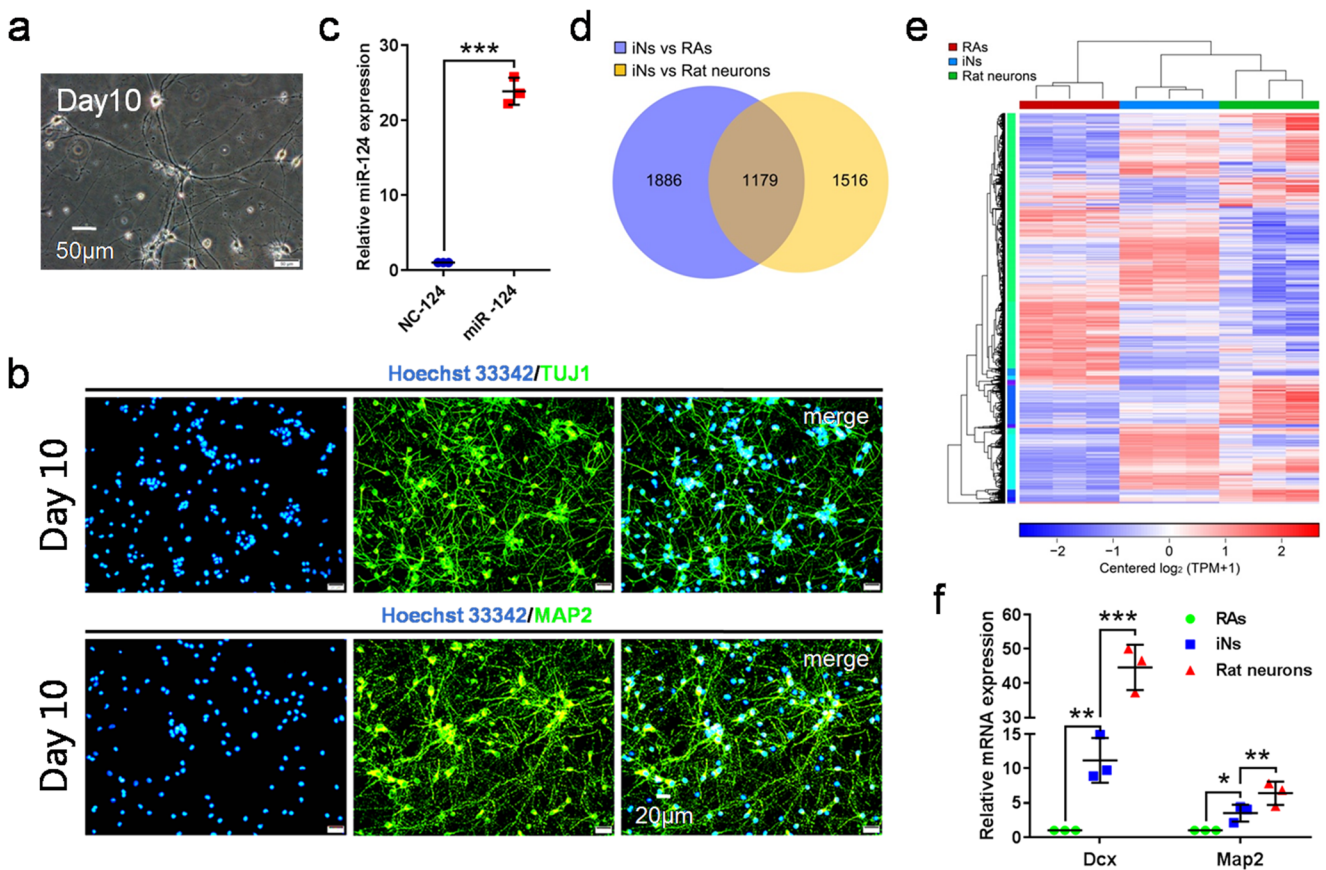 a
Day10
50μm
c
Relative miR-124 expression
30
20
10
0
***
NC-124
miR -124
d
iNs vs RAs
iNs vs Rat neurons
1886
1179
1516
e
RAs
iNs
Rat neurons
−2
−1
0
1
2
Centered log₂ (TPM+1)
b
Hoechst 33342/TUJ1
Day 10
merge
Hoechst 33342/MAP2
Day 10
merge
20μm
f
Relative mRNA expression
60
50
40
30
15
10
5
0
**
***
*
**
RAs
iNs
Rat neurons
Dcx
Map2